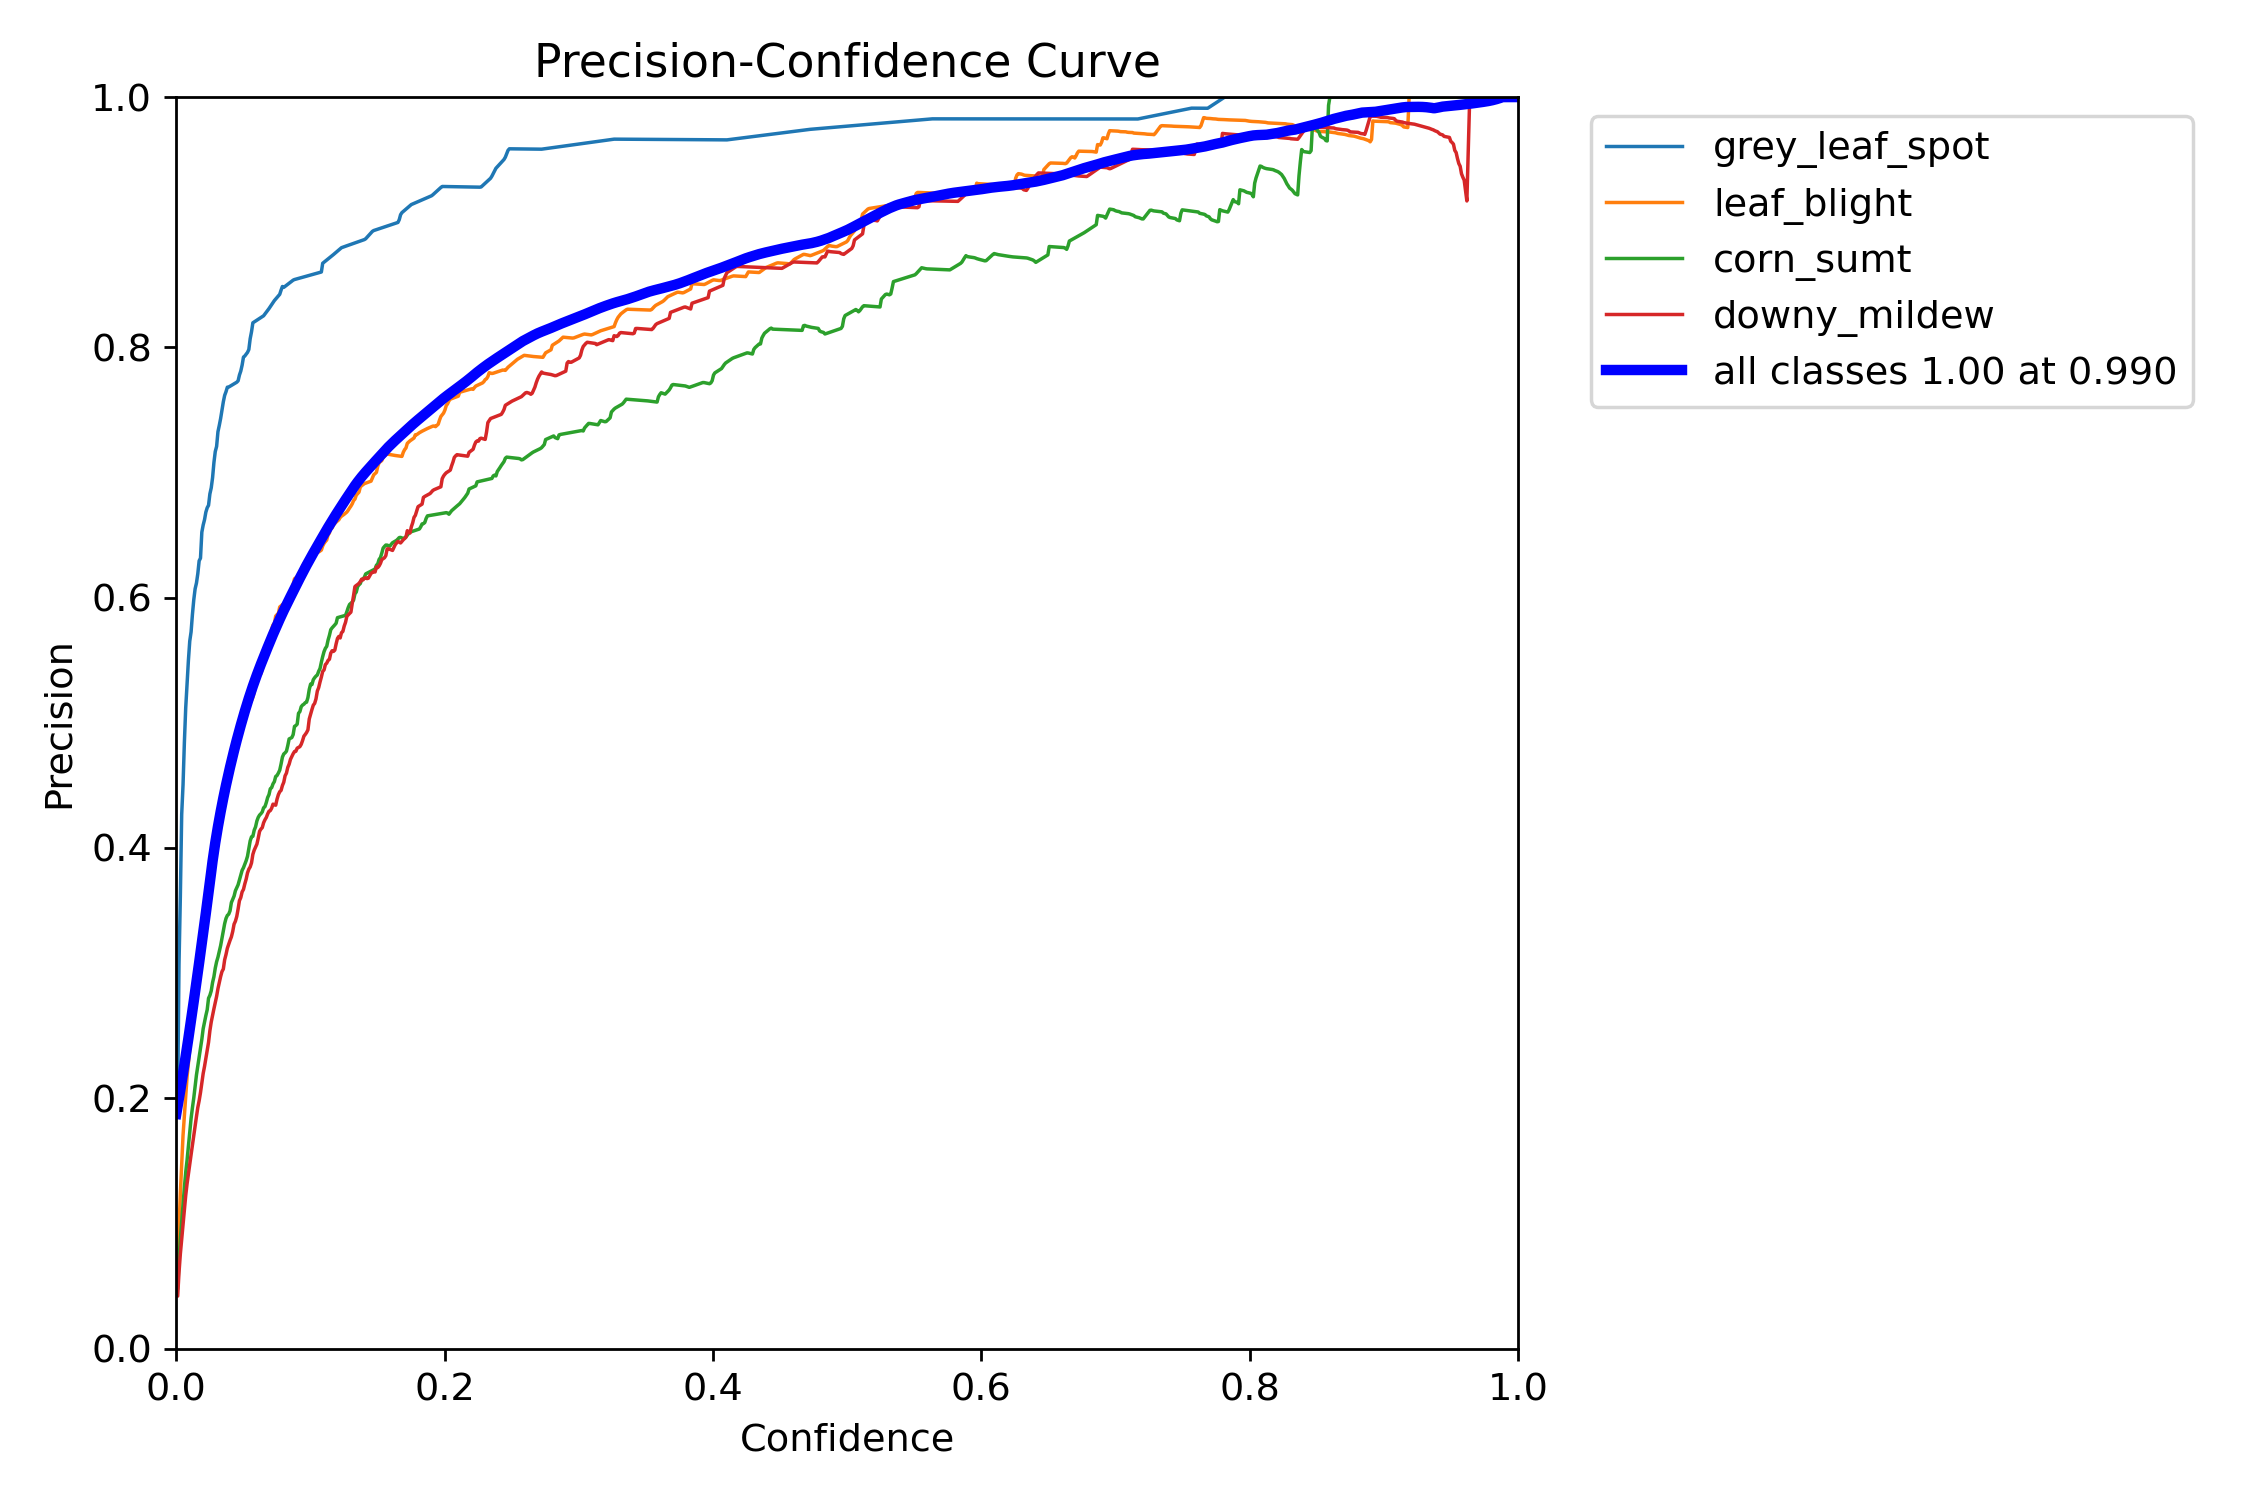 Precision-Confidence Curve
1.0
0.8
0.6
0.4
0.2
0.0
Precision
0.0 0.2 0.4 0.6 0.8 1.0
Confidence
grey_leaf_spot
leaf_blight
corn_sumt
downy_mildew
all classes 1.00 at 0.990